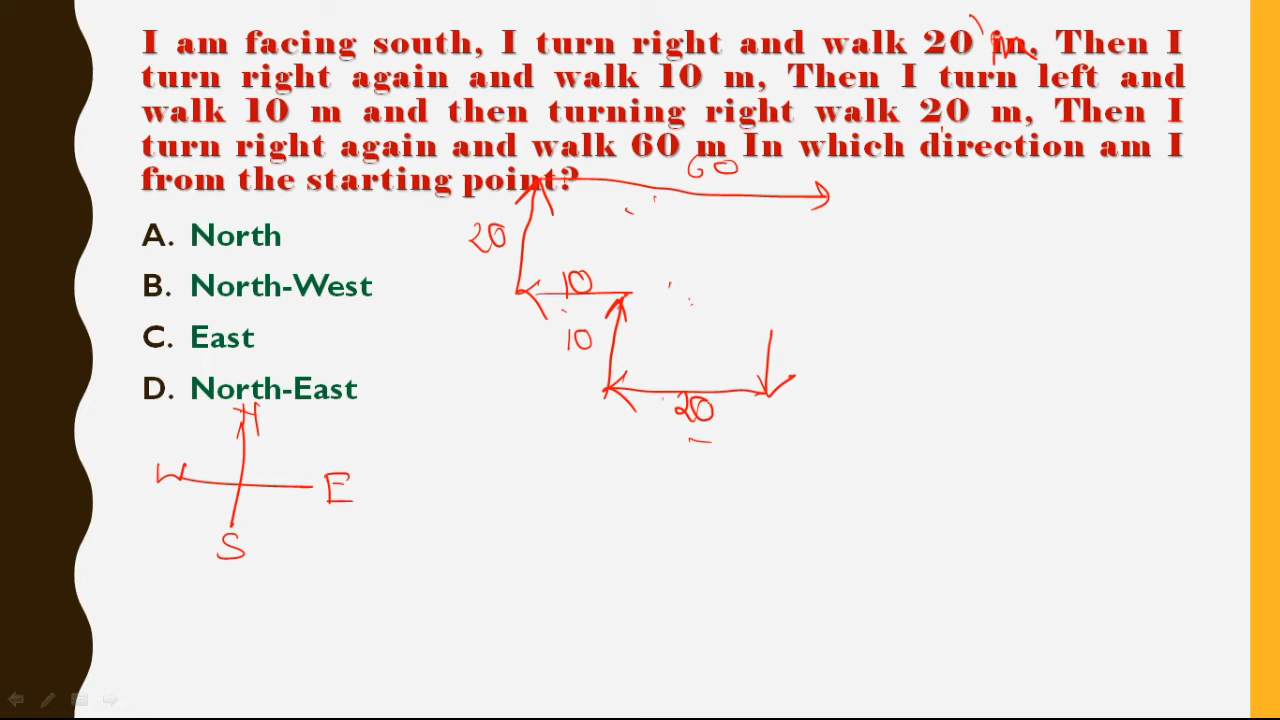 I am facing south, I turn right and walk 20 m, Then I
turn right again and walk 10 m, Then I turn left and
walk 10 m and then turning right walk 20 m, Then I
turn right again and walk 60 m In which direction am I
from the starting point?
60
A. North
20
B. North-West
10
C. East
10
D. North-East
20
N
W
E
S